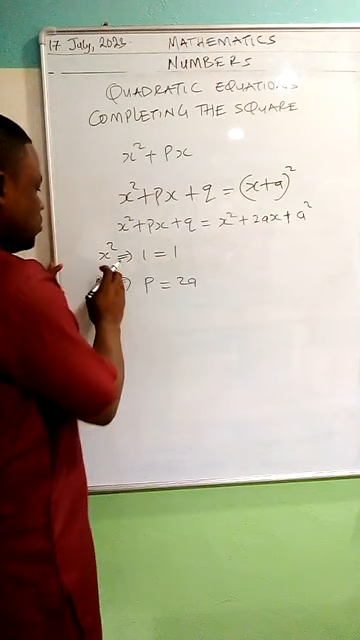 17 July, 2023. MATHEMATICS
NUMBERS
QUADRATIC EQUATIONS
COMPLETING THE SQUARE
x² + px
x² + px + q = (x+a)²
x² + px + q = x² + 2ax + a²
x² ⇒ 1 = 1
p = 2a